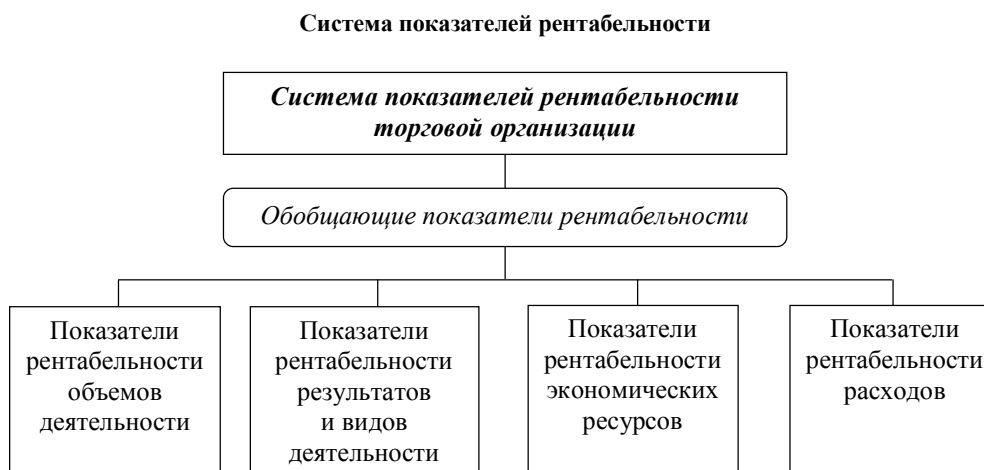 Система показателей рентабельности
Система показателей рентабельности
торговой организации
Обобщающие показатели рентабельности
Показатели
рентабельности
объемов
деятельности
Показатели
рентабельности
результатов
и видов
деятельности
Показатели
рентабельности
экономических
ресурсов
Показатели
рентабельности
расходов